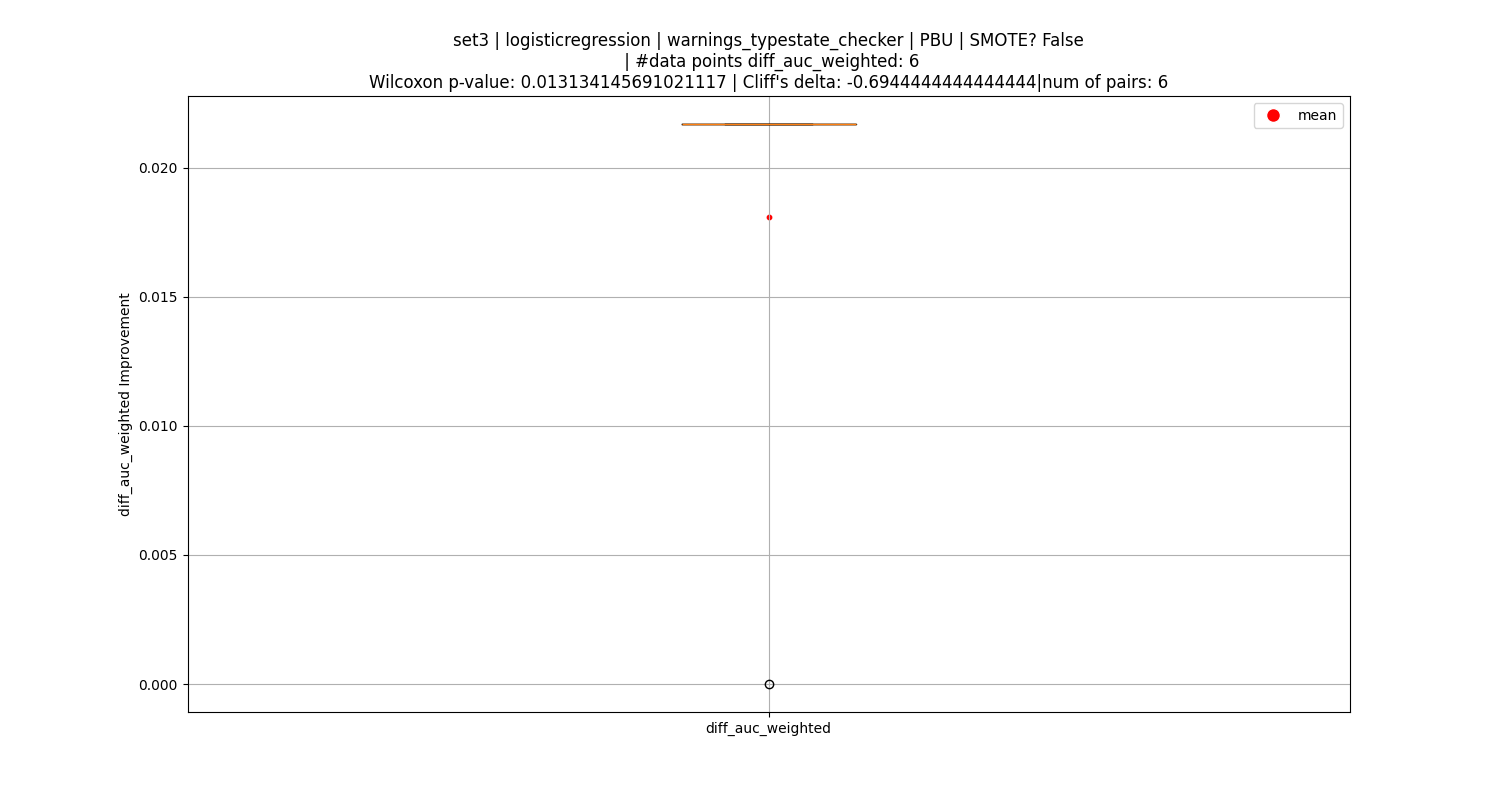 set3 | logisticregression | warnings_typestate_checker | PBU | SMOTE? False
| #data points diff_auc_weighted: 6
Wilcoxon p-value: 0.013134145691021117 | Cliff's delta: -0.6944444444444444|num of pairs: 6
mean
0.020
0.015
0.010
0.005
0.000
diff_auc_weighted Improvement
diff_auc_weighted